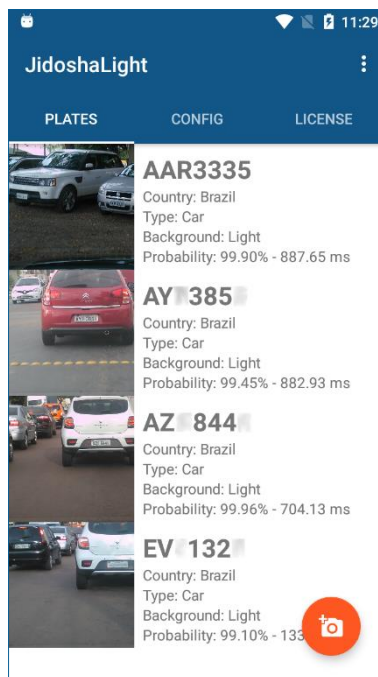 11:29
JidoshaLight
PLATES CONFIG LICENSE
AAR3335
Country: Brazil
Type: Car
Background: Light
Probability: 99.90% - 887.65 ms
AY 385
Country: Brazil
Type: Car
Background: Light
Probability: 99.45% - 882.93 ms
AZ 844
Country: Brazil
Type: Car
Background: Light
Probability: 99.96% - 704.13 ms
EV 132
Country: Brazil
Type: Car
Background: Light
Probability: 99.10% - 133